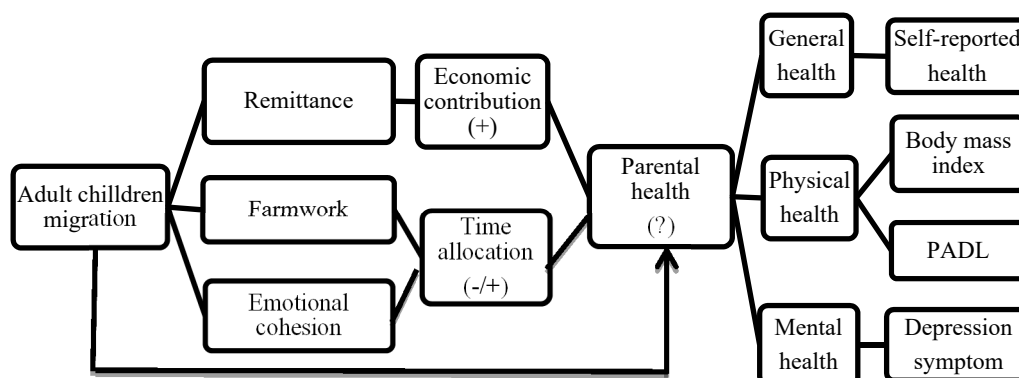 General
health
Self-reported
health
Remittance
Economic
contribution
(+)
Adult chilldren
migration
Farmwork
Time
allocation
(-/+)
Emotional
cohesion
Parental
health
(?)
Physical
health
Body mass
index
PADL
Mental
health
Depression
symptom